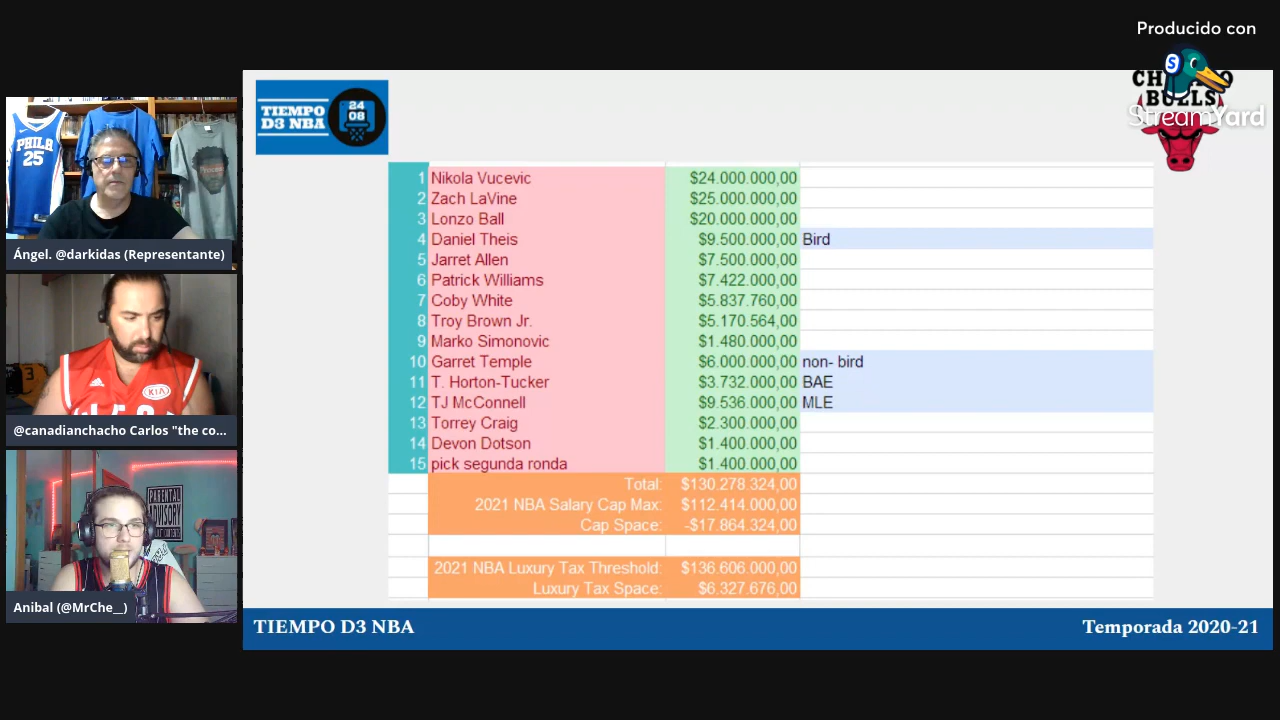 Producido con
StreamYard
CHICAGO
BULLS
TIEMPO
D3 NBA
24
08
PHILA
25
Ángel. @darkidas (Representante)
KIA
@canadianchacho Carlos "the co...
PARENTAL
ADVISORY
Anibal (@MrChe__)
1 Nikola Vucevic $24.000.000,00
2 Zach LaVine $25.000.000,00
3 Lonzo Ball $20.000.000,00
4 Daniel Theis $9.500.000,00 Bird
5 Jarret Allen $7.500.000,00
6 Patrick Williams $7.422.000,00
7 Coby White $5.837.760,00
8 Troy Brown Jr. $5.170.564,00
9 Marko Simonovic $1.480.000,00
10 Garret Temple $6.000.000,00 non- bird
11 T. Horton-Tucker $3.732.000,00 BAE
12 TJ McConnell $9.536.000,00 MLE
13 Torrey Craig $2.300.000,00
14 Devon Dotson $1.400.000,00
15 pick segunda ronda $1.400.000,00
Total: $130.278.324,00
2021 NBA Salary Cap Max: $112.414.000,00
Cap Space: -$17.864.324,00
2021 NBA Luxury Tax Threshold: $136.606.000,00
Luxury Tax Space: $6.327.676,00
TIEMPO D3 NBA
Temporada 2020-21